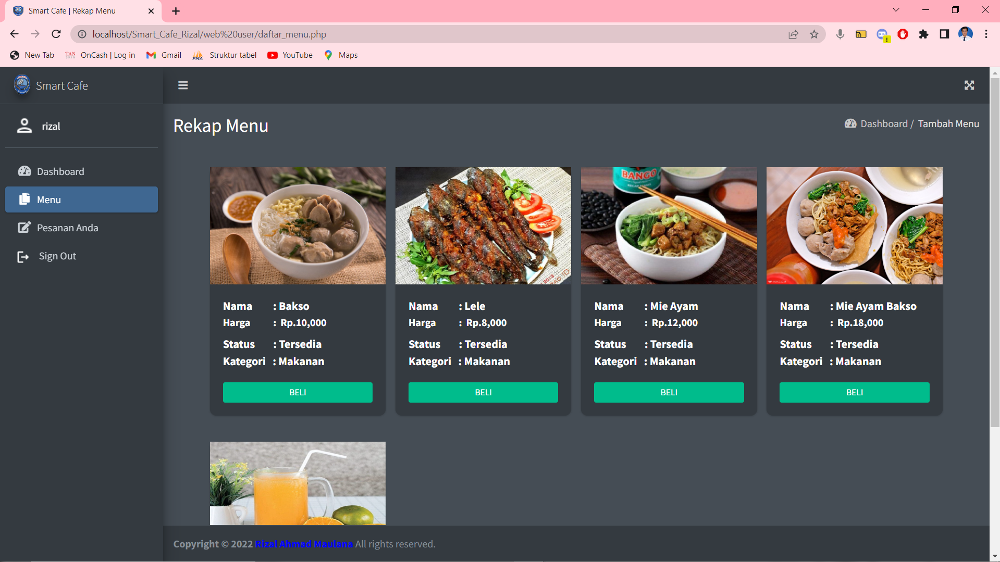 Smart Cafe | Rekap Menu
localhost/Smart_Cafe_Rizal/web%20user/daftar_menu.php
New Tab
TAN
SKIN
OnCash | Log in
Gmail
PMA
Struktur tabel
YouTube
Maps
Smart Cafe
rizal
Dashboard
Menu
Pesanan Anda
Sign Out
Rekap Menu
Dashboard / Tambah Menu
BANGO
Nama : Bakso
Harga : Rp.10,000
Status : Tersedia
Kategori : Makanan
BELI
Nama : Lele
Harga : Rp.8,000
Status : Tersedia
Kategori : Makanan
BELI
Nama : Mie Ayam
Harga : Rp.12,000
Status : Tersedia
Kategori : Makanan
BELI
Nama : Mie Ayam Bakso
Harga : Rp.18,000
Status : Tersedia
Kategori : Makanan
BELI
Copyright © 2022 Rizal Ahmad Maulana All rights reserved.